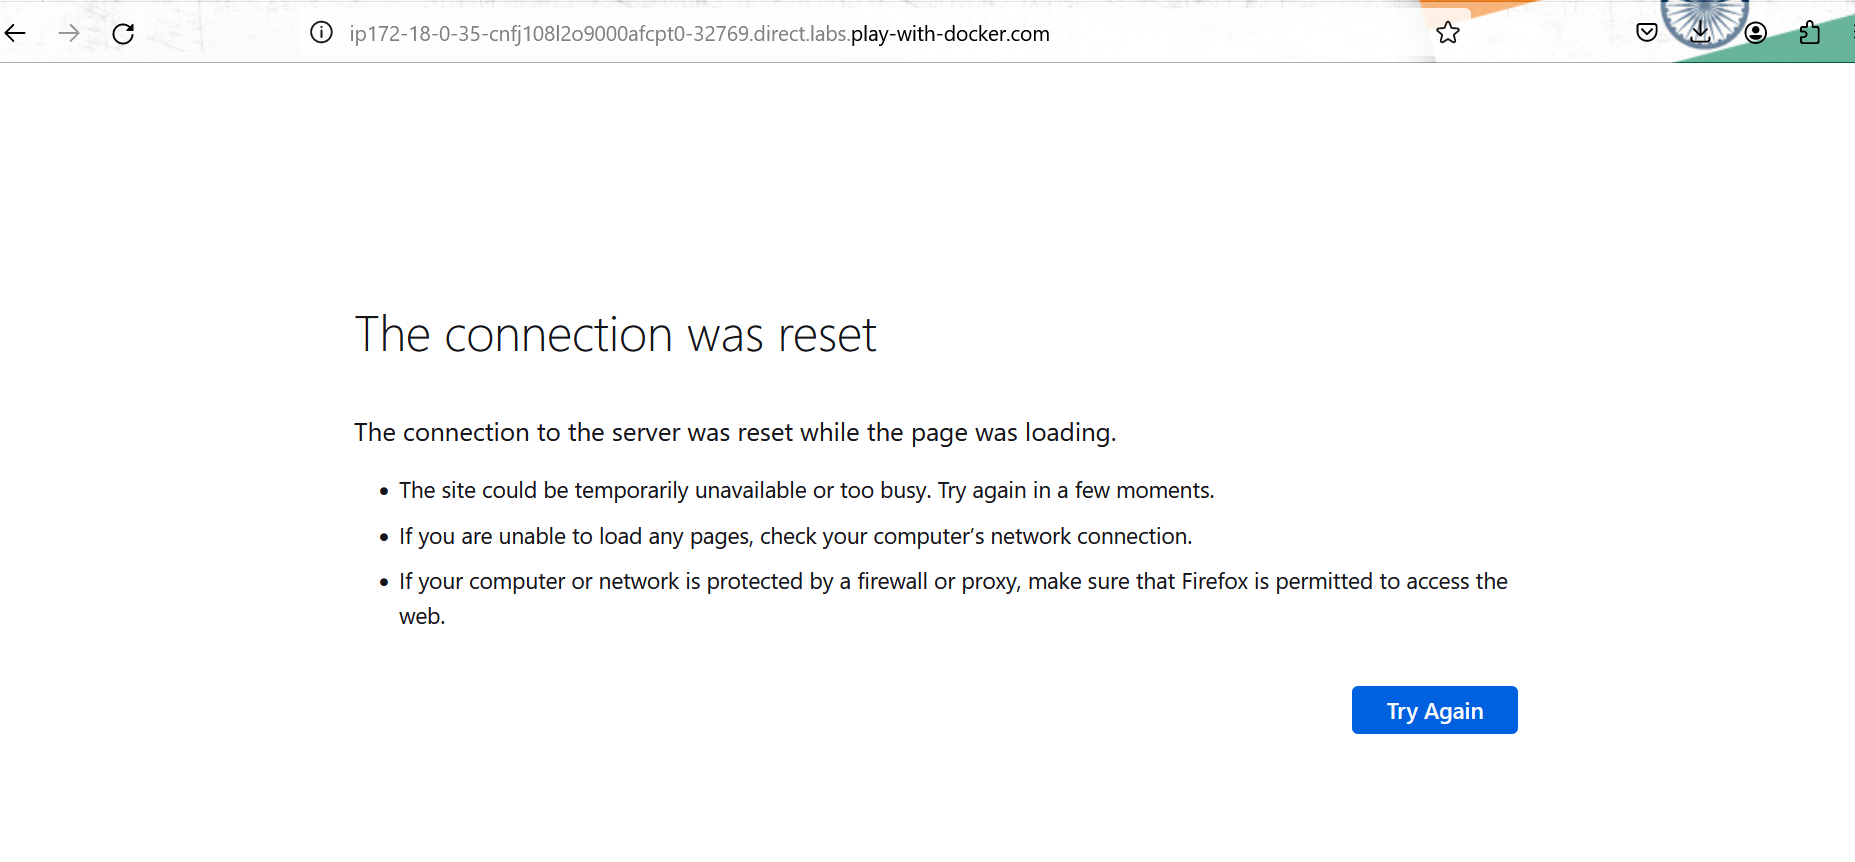 ip172-18-0-35-cnfj108l2o9000afcpt0-32769.direct.labs.play-with-docker.com
The connection was reset
The connection to the server was reset while the page was loading.
• The site could be temporarily unavailable or too busy. Try again in a few moments.
• If you are unable to load any pages, check your computer’s network connection.
• If your computer or network is protected by a firewall or proxy, make sure that Firefox is permitted to access the
web.
Try Again